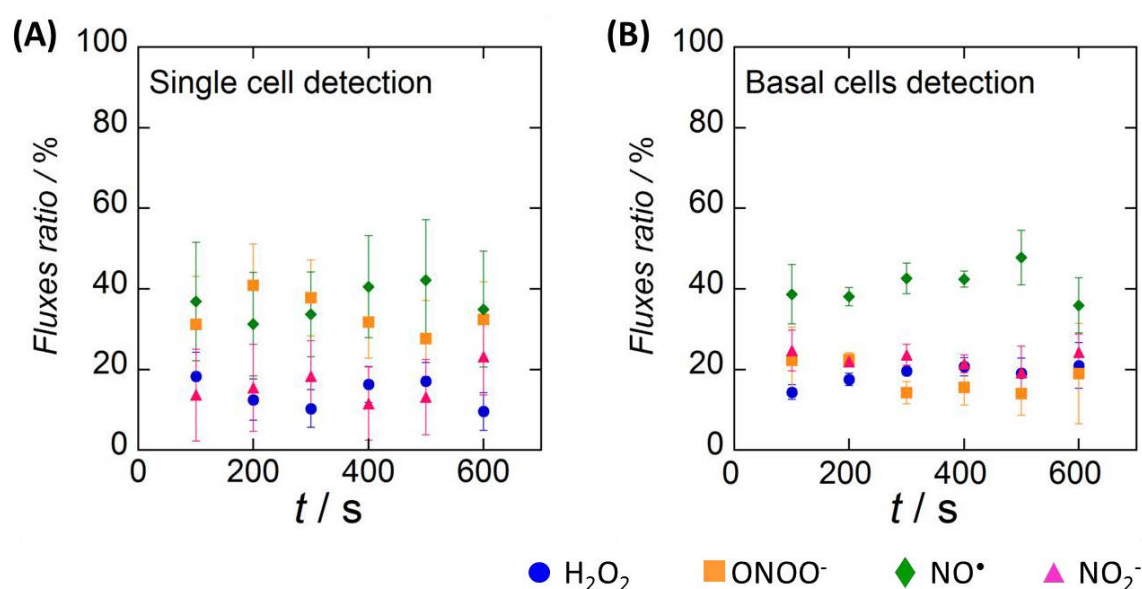 (A)
Single cell detection
Fluxes ratio / %
100
80
60
40
20
0
0 200 400 600
t / s
(B)
Basal cells detection
Fluxes ratio / %
100
80
60
40
20
0
0 200 400 600
t / s
H₂O₂ ONOO⁻ NO• NO₂⁻